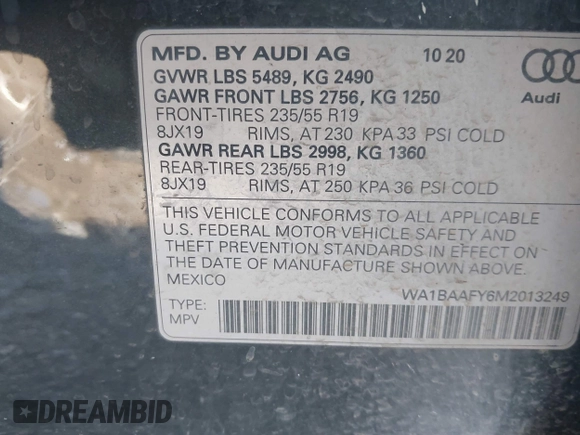 MFD. BY AUDI AG 10 20
GVWR LBS 5489, KG 2490
GAWR FRONT LBS 2756, KG 1250
FRONT-TIRES 235/55 R19
8JX19 RIMS, AT 230 KPA 33 PSI COLD
GAWR REAR LBS 2998, KG 1360
REAR-TIRES 235/55 R19
8JX19 RIMS, AT 250 KPA 36 PSI COLD
Audi
THIS VEHICLE CONFORMS TO ALL APPLICABLE
U.S. FEDERAL MOTOR VEHICLE SAFETY AND
THEFT PREVENTION STANDARDS IN EFFECT ON
THE DATE OF MANUFACTURE SHOWN ABOVE.
MEXICO
WA1BAAFY6M2013249
TYPE:
MPV
DREAMBID